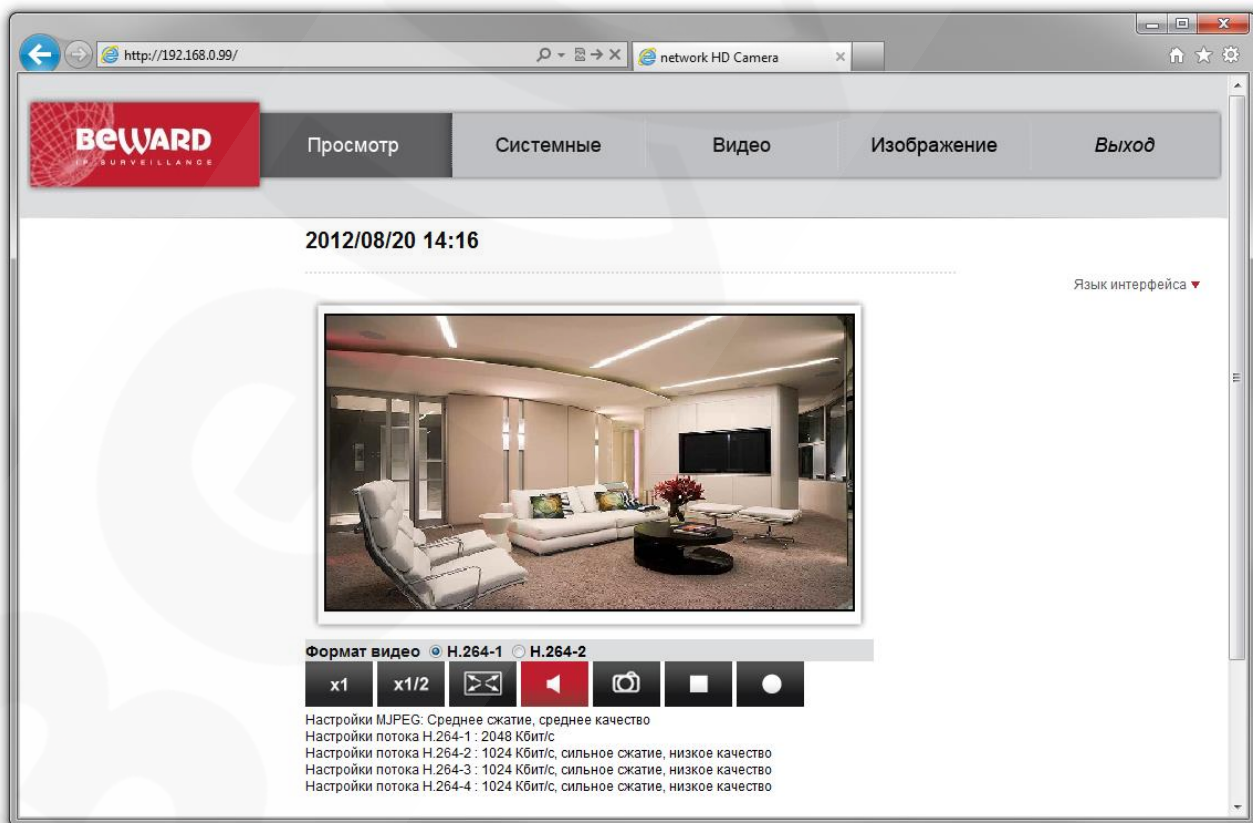 http://192.168.0.99/
network HD Camera
BEWARD
IP SURVEILLANCE
Просмотр
Системные
Видео
Изображение
Выход
2012/08/20 14:16
Язык интерфейса
Формат видео H.264-1 H.264-2
x1 x1/2
Настройки MJPEG: Среднее сжатие, среднее качество
Настройки потока H.264-1 : 2048 Кбит/с
Настройки потока H.264-2 : 1024 Кбит/с, сильное сжатие, низкое качество
Настройки потока H.264-3 : 1024 Кбит/с, сильное сжатие, низкое качество
Настройки потока H.264-4 : 1024 Кбит/с, сильное сжатие, низкое качество